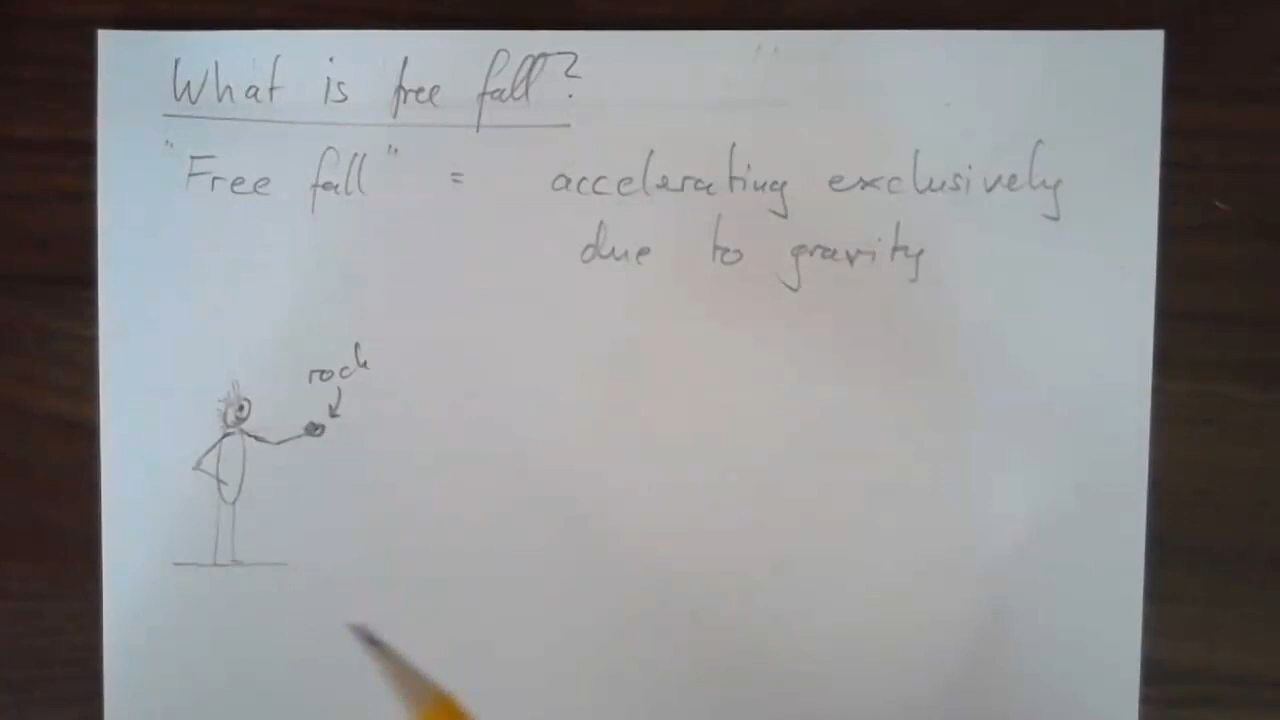 What is free fall?
"Free fall" = accelerating exclusively
due to gravity
rock